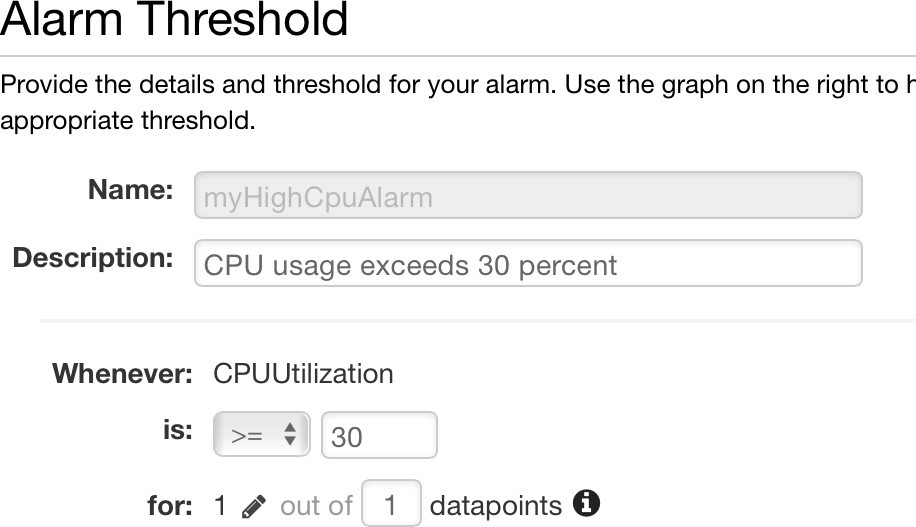 Alarm Threshold
Provide the details and threshold for your alarm. Use the graph on the right to
appropriate threshold.
Name: myHighCpuAlarm
Description: CPU usage exceeds 30 percent
Whenever: CPUUtilization
is: >= 30
for: 1 out of 1 datapoints